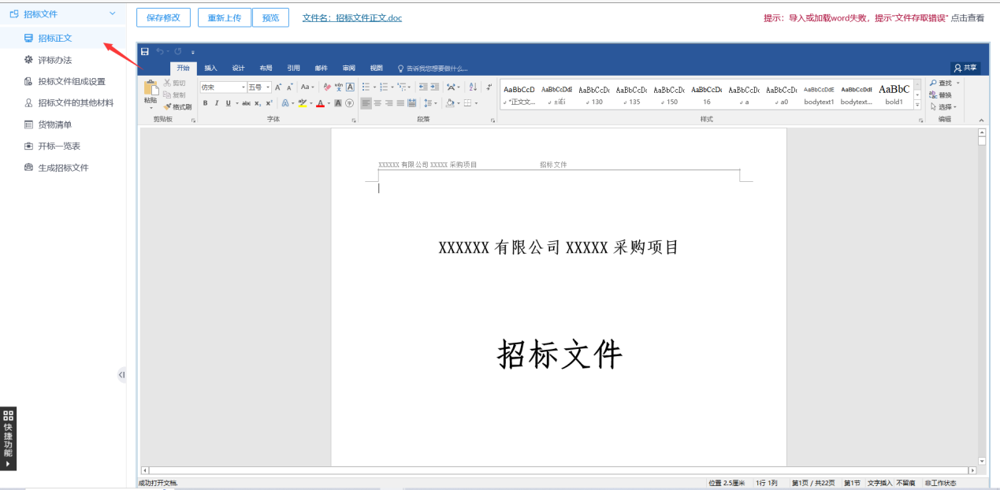 招标文件
招标正文
评标办法
投标文件组成设置
投标文件的其他材料
货物清单
开标一览表
生成招标文件
快捷功能
保存修改 重新上传 预览 文件名：招标文件正文.doc 提示：导入或加载word失败，提示"文件存取错误" 点击查看
开始 插入 设计 布局 引用 邮件 审阅 视图 告诉我您想要做什么... 共享
粘贴 剪切 复制 格式刷
仿宋 五号
AaBbCcD AaBbCcDdI AaBbCcDc AaBbCcDc AaBbCcDc AaBbCcDc AaBbCcDc AaBbCcDc AaBbCcDdE AaBbCcDdI AaBbC
*正文文... ±íÉí 130 135 150 16 a a0 bodytext1 bodytext... bold1
查找 替换 选择
剪贴板 字体 段落 样式 编辑
XXXXXX 有限公司 XXXXX 采购项目 招标文件
XXXXXX 有限公司 XXXXX 采购项目
招标文件
成功打开文档. 位置 2.5厘米 1行 1列 第1页 / 共22页 第1节 文字插入 不留痕 非工作状态